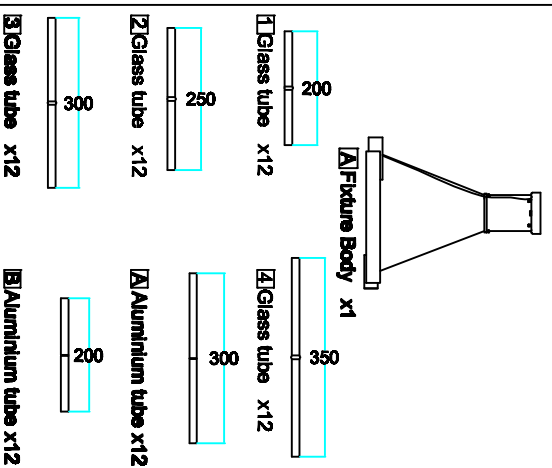 A Fixture Body x1
200
1 Glass tube x12
250
2 Glass tube x12
300
3 Glass tube x12
350
4 Glass tube x12
300
A Aluminium tube x12
200
B Aluminium tube x12